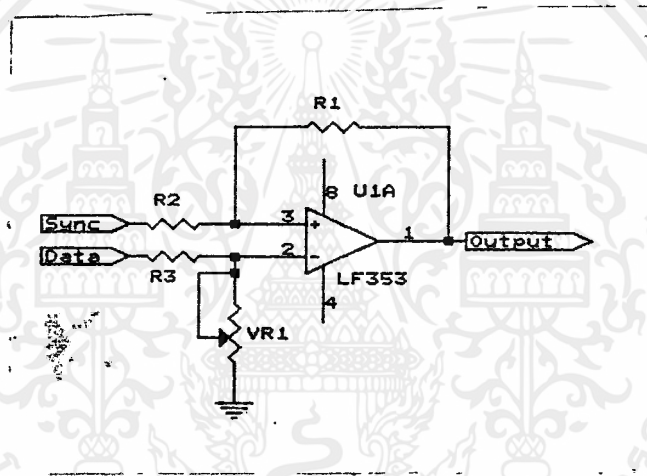 R1
8 U1A
R2
Sync
3
+
1
Output
Data
2
-
R3
LF353
4
VR1